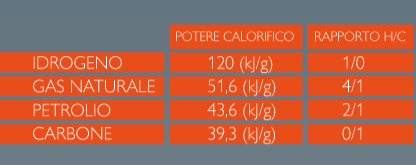 POTERE CALORIFICO RAPPORTO H/C
IDROGENO 120 (kJ/g) 1/0
GAS NATURALE 51,6 (kJ/g) 4/1
PETROLIO 43,6 (kJ/g) 2/1
CARBONE 39,3 (kJ/g) 0/1